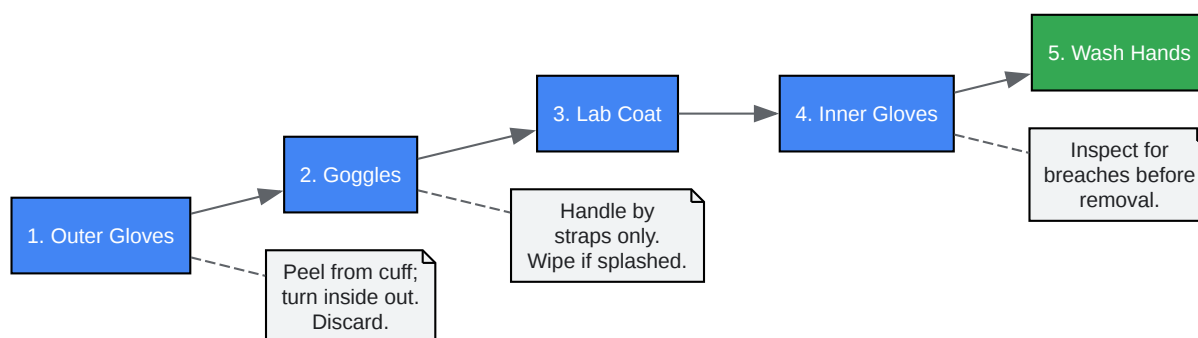 1. Outer Gloves
Peel from cuff;
turn inside out.
Discard.
2. Goggles
Handle by
straps only.
Wipe if splashed.
3. Lab Coat
4. Inner Gloves
Inspect for
breaches before
removal.
5. Wash Hands